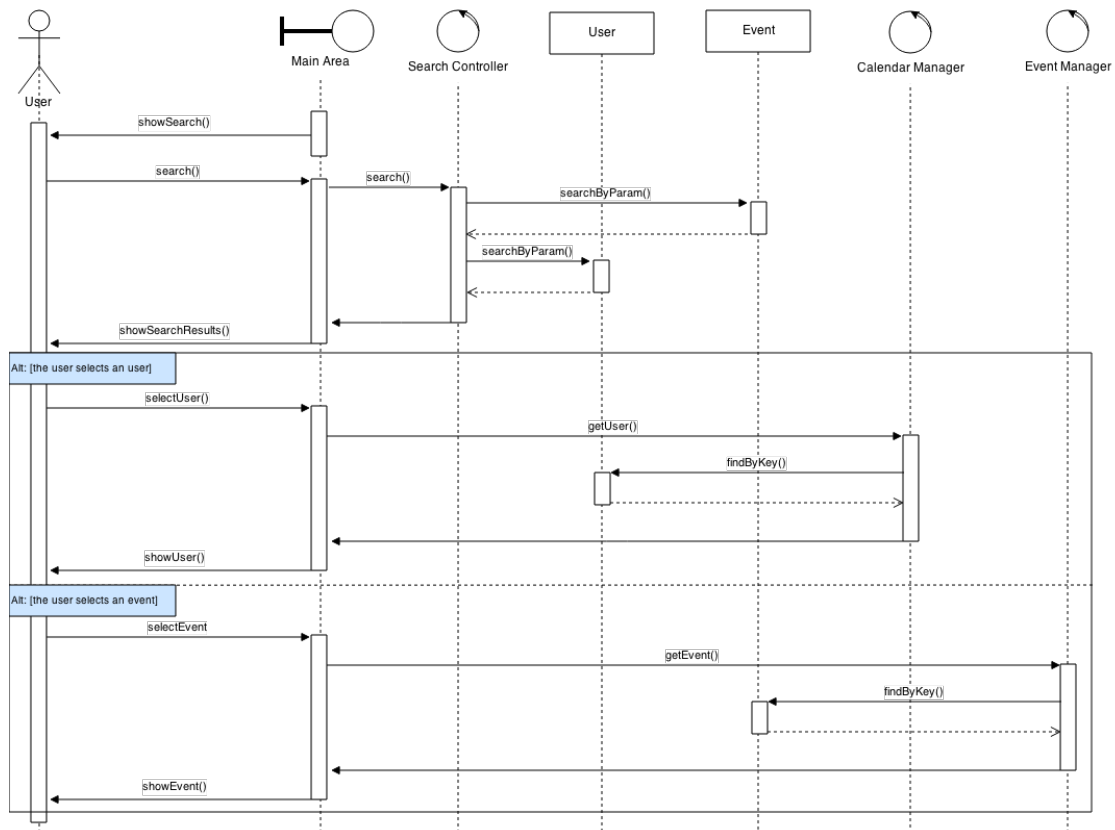 User
Event
Main Area
Search Controller
Calendar Manager
Event Manager
User
showSearch()
search()
search()
searchByParam()
searchByParam()
showSearchResults()
Alt: [the user selects an user]
selectUser()
getUser()
findByKey()
showUser()
Alt: [the user selects an event]
selectEvent
getEvent()
findByKey()
showEvent()